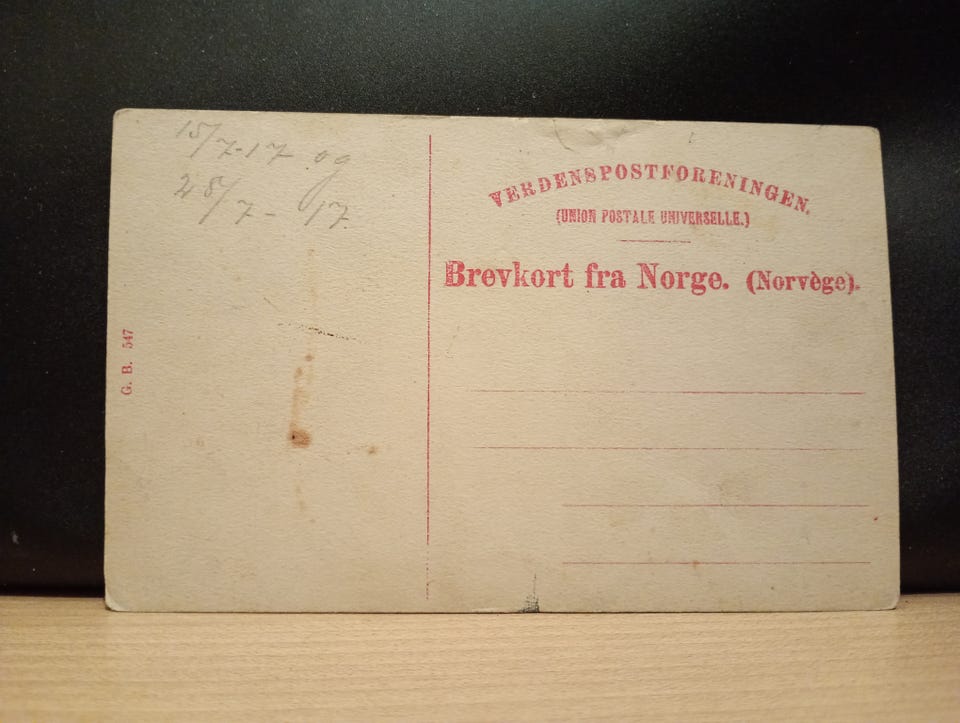 15/7-17 og
28/7-17.
VERDENSPOSTFORENINGEN.
(UNION POSTALE UNIVERSELLE.)
Brevkort fra Norge. (Norvège).
G. B. 547